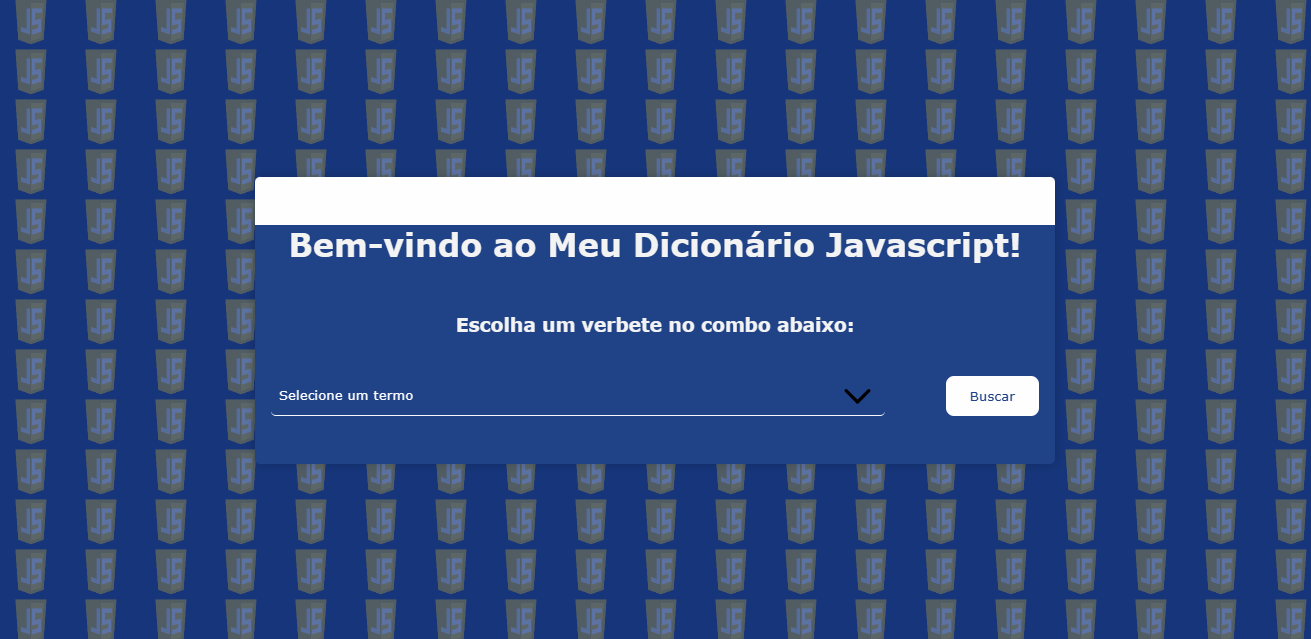 Bem-vindo ao Meu Dicionário Javascript!
Escolha um verbete no combo abaixo:
Selecione um termo
Buscar